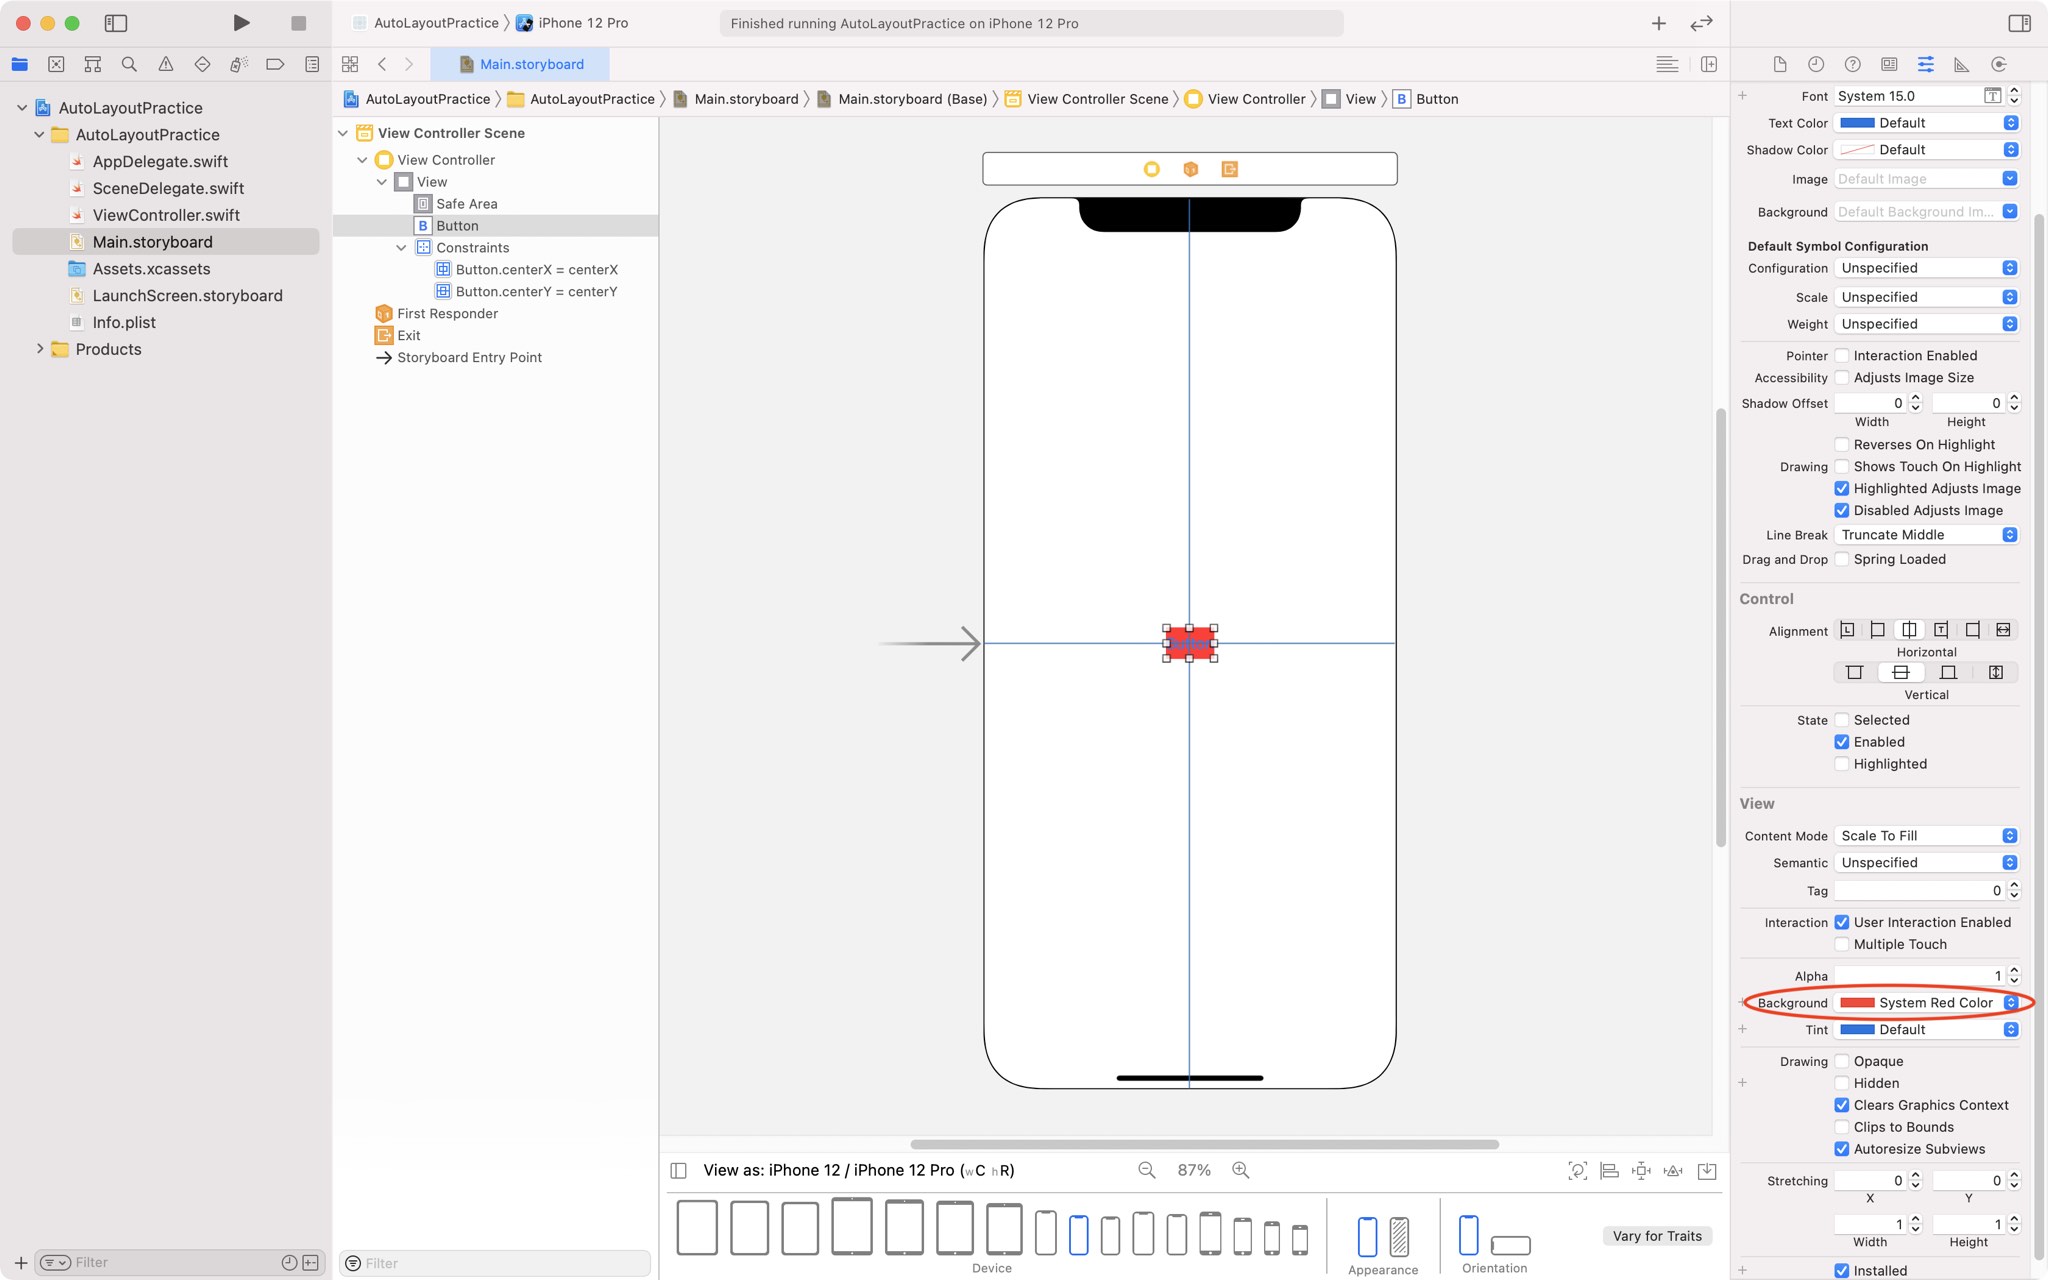 AutoLayoutPractice
iPhone 12 Pro
Finished running AutoLayoutPractice on iPhone 12 Pro
Main.storyboard
AutoLayoutPractice
AutoLayoutPractice
AppDelegate.swift
SceneDelegate.swift
ViewController.swift
Main.storyboard
Assets.xcassets
LaunchScreen.storyboard
Info.plist
Products
Filter
AutoLayoutPractice
AutoLayoutPractice
Main.storyboard
Main.storyboard (Base)
View Controller Scene
View Controller
View
B Button
View Controller Scene
View Controller
View
Safe Area
B Button
Constraints
Button.centerX = centerX
Button.centerY = centerY
First Responder
Exit
Storyboard Entry Point
Filter
Button
View as: iPhone 12 / iPhone 12 Pro (wC hR)
87%
Device
Appearance
Orientation
Vary for Traits
Font System 15.0
Text Color Default
Shadow Color Default
Image Default Image
Background Default Background Im...
Default Symbol Configuration
Configuration Unspecified
Scale Unspecified
Weight Unspecified
Pointer Interaction Enabled
Accessibility Adjusts Image Size
Shadow Offset 0 0
Width Height
Reverses On Highlight
Drawing Shows Touch On Highlight
Highlighted Adjusts Image
Disabled Adjusts Image
Line Break Truncate Middle
Drag and Drop Spring Loaded
Control
Alignment
Horizontal
Vertical
State Selected
Enabled
Highlighted
View
Content Mode Scale To Fill
Semantic Unspecified
Tag 0
Interaction User Interaction Enabled
Multiple Touch
Alpha 1
Background System Red Color
Tint Default
Drawing Opaque
Hidden
Clears Graphics Context
Clips to Bounds
Autoresize Subviews
Stretching 0 0
X Y
1 1
Width Height
Installed